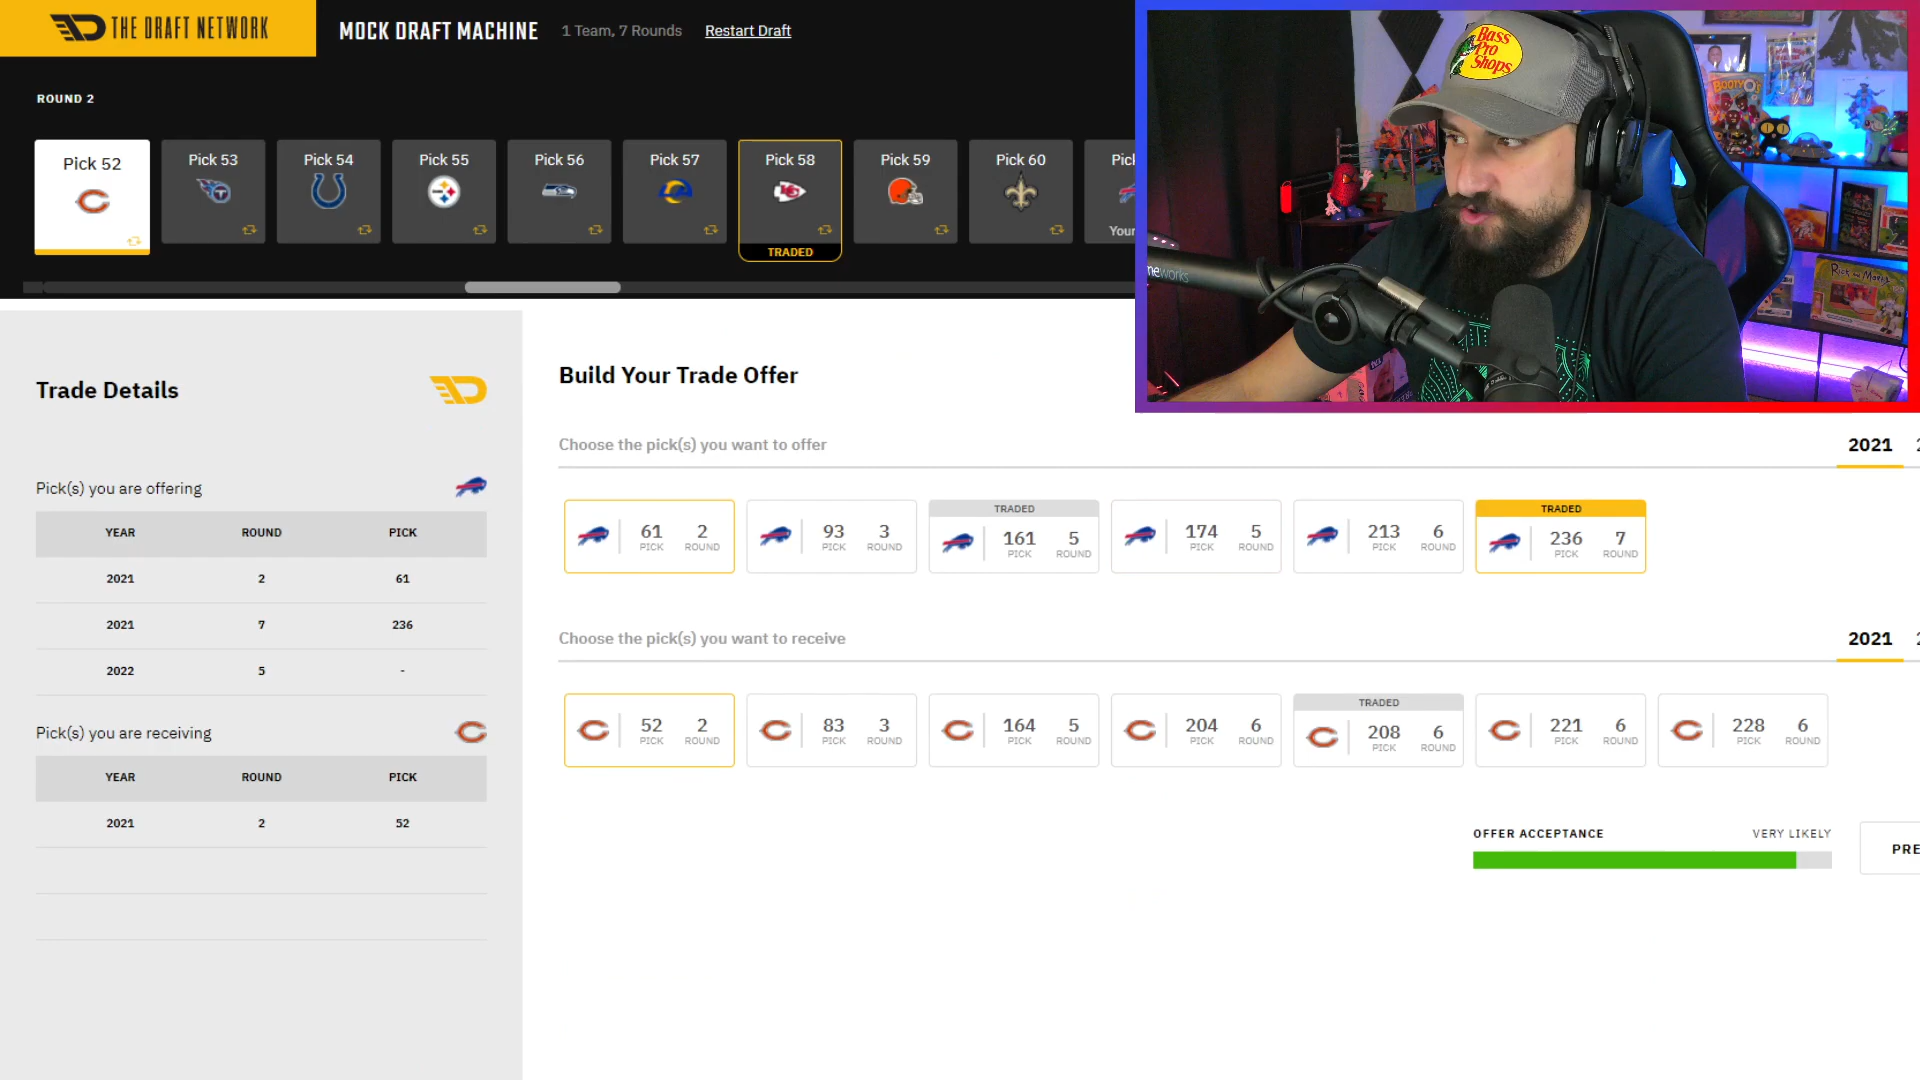 THE DRAFT NETWORK
MOCK DRAFT MACHINE
1 Team, 7 Rounds
Restart Draft
ROUND 2
Pick 52
Pick 53
Pick 54
Pick 55
Pick 56
Pick 57
Pick 58
Pick 59
Pick 60
TRADED
Your
Bass
Pro
Shops
BOOTY O's
Rick and Morty
Trade Details
Pick(s) you are offering
YEAR ROUND PICK
2021 2 61
2021 7 236
2022 5 -
Pick(s) you are receiving
YEAR ROUND PICK
2021 2 52
Build Your Trade Offer
Choose the pick(s) you want to offer
2021
61 2
PICK ROUND
93 3
PICK ROUND
TRADED
161 5
PICK ROUND
174 5
PICK ROUND
213 6
PICK ROUND
TRADED
236 7
PICK ROUND
Choose the pick(s) you want to receive
2021
52 2
PICK ROUND
83 3
PICK ROUND
164 5
PICK ROUND
204 6
PICK ROUND
TRADED
208 6
PICK ROUND
221 6
PICK ROUND
228 6
PICK ROUND
OFFER ACCEPTANCE
VERY LIKELY